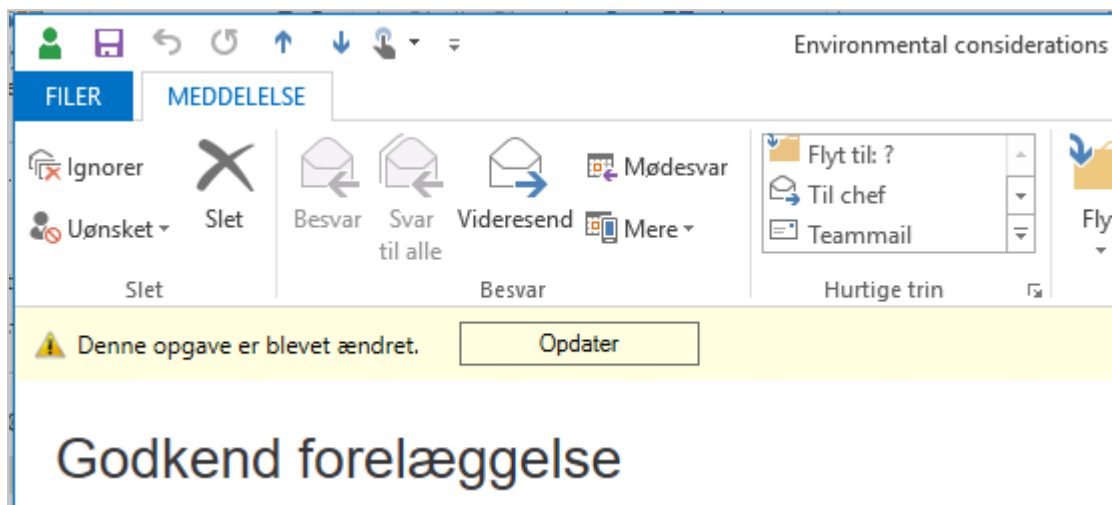 Environmental considerations
FILER MEDDELELSE
Ignorer
Uønsket
Slet
Besvar
Svar
til alle
Videresend
Mødesvar
Mere
Flyt til: ?
Til chef
Teammail
Slet
Besvar
Hurtige trin
Denne opgave er blevet ændret. Opdater
Godkend forelæggelse